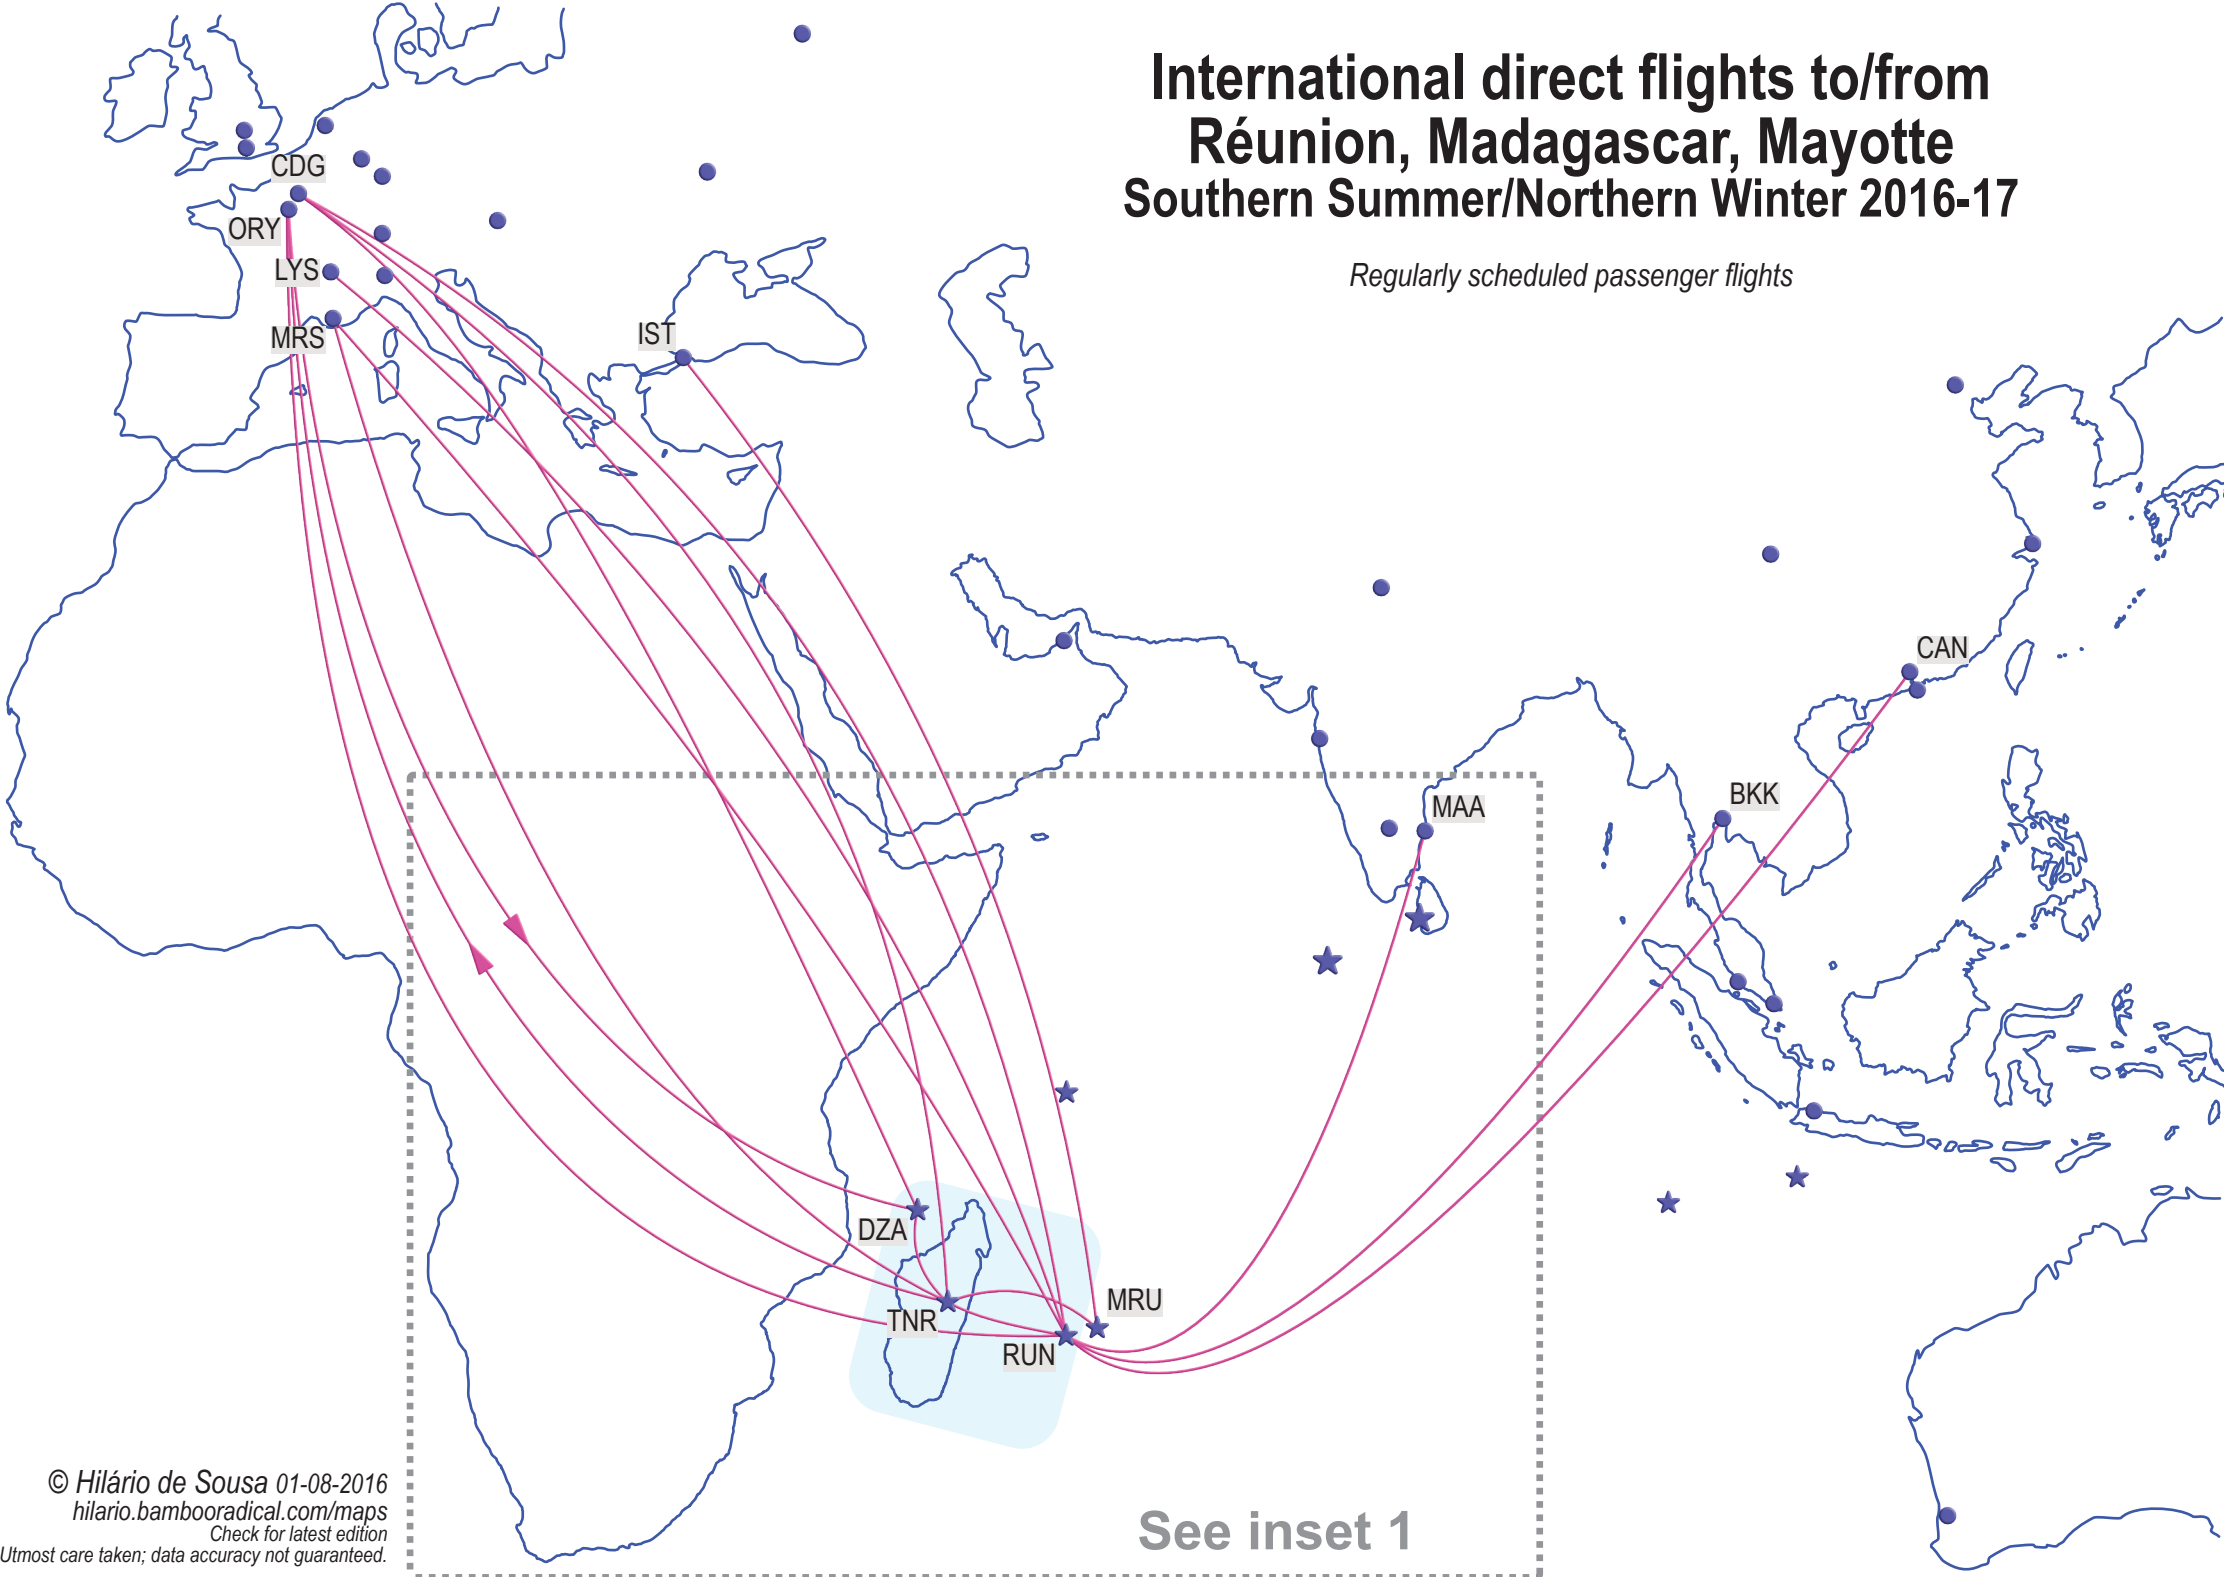 International direct flights to/from
Réunion, Madagascar, Mayotte
Southern Summer/Northern Winter 2016-17
Regularly scheduled passenger flights
CDG
ORY
LYS
MRS
IST
CAN
BKK
MAA
DZA
TNR
MRU
RUN
See inset 1
© Hilário de Sousa 01-08-2016
hilario.bambooradical.com/maps
Check for latest edition
Utmost care taken; data accuracy not guaranteed.